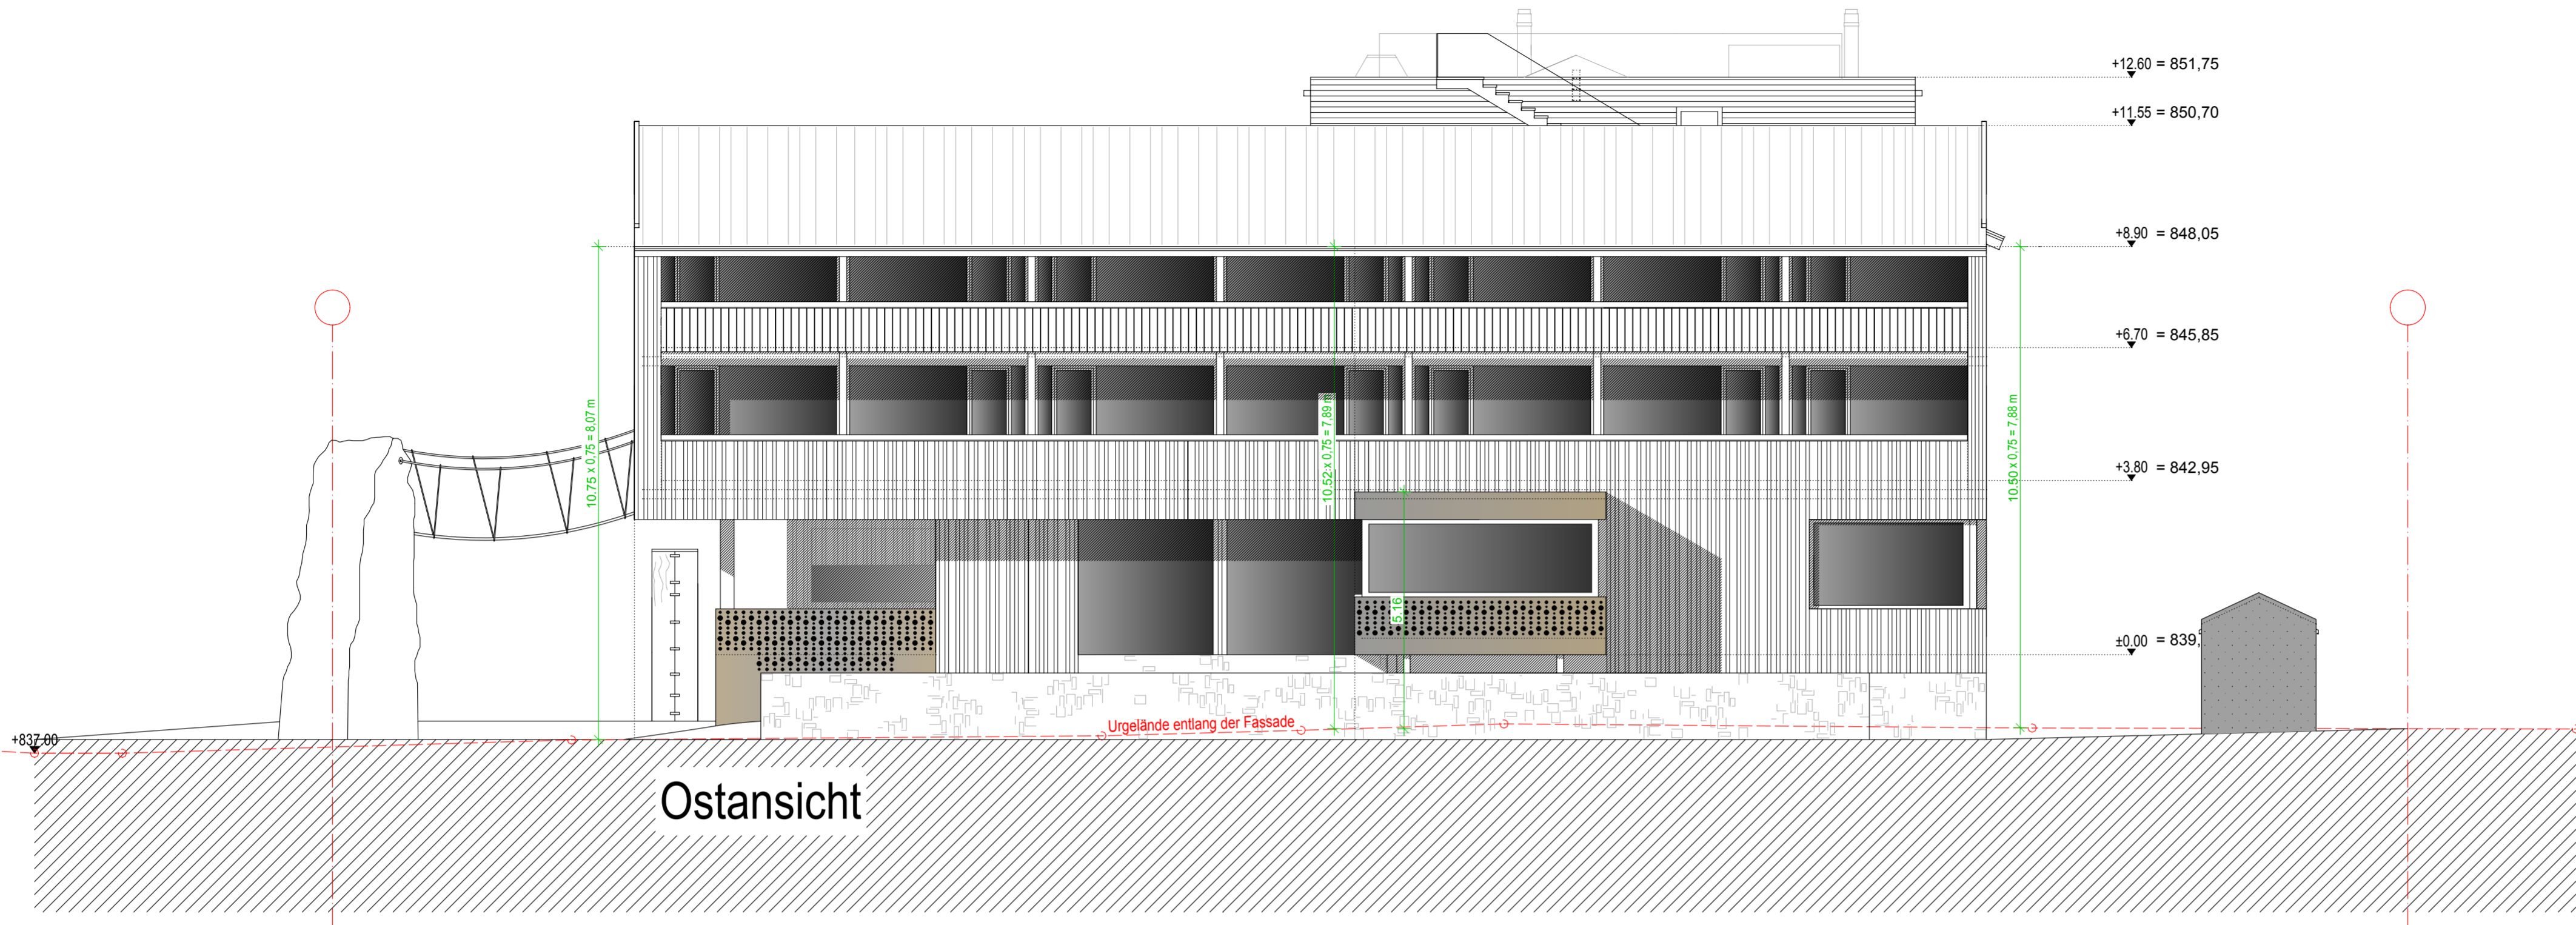 +12.60 = 851,75
+11.55 = 850,70
+8.90 = 848,05
+6.70 = 845,85
10.75 x 0,75 = 8,07 m
10.52 x 0,75 = 7,89 m
10.50 x 0,75 = 7,88 m
+3.80 = 842,95
5.16
±0.00 = 839,
Urgelände entlang der Fassade
+837.00
Ostansicht